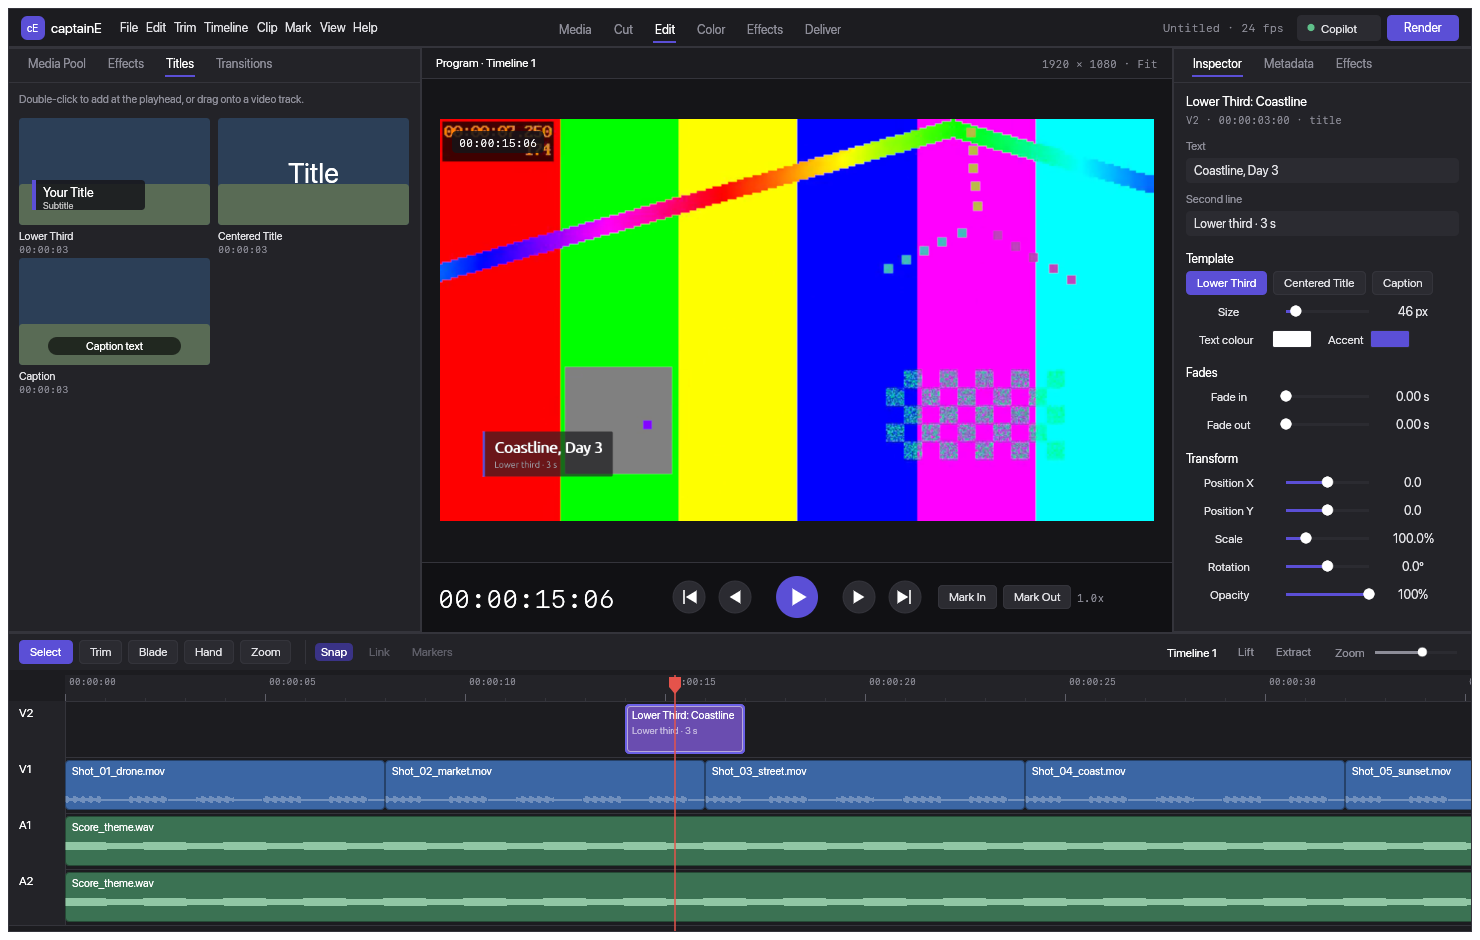 cE captainE File Edit Trim Timeline Clip Mark View Help
Media Cut Edit Color Effects Deliver
Untitled · 24 fps
Copilot
Render
Media Pool Effects Titles Transitions
Double-click to add at the playhead, or drag onto a video track.
Your Title
Subtitle
Lower Third
00:00:03
Title
Centered Title
00:00:03
Caption text
Caption
00:00:03
Program · Timeline 1
1920 × 1080 · Fit
00:00:07.250
174
00:00:15:06
Coastline, Day 3
Lower third · 3 s
00:00:15:06
Mark In Mark Out 1.0x
Inspector Metadata Effects
Lower Third: Coastline
V2 · 00:00:03:00 · title
Text
Coastline, Day 3
Second line
Lower third · 3 s
Template
Lower Third Centered Title Caption
Size 46 px
Text colour Accent
Fades
Fade in 0.00 s
Fade out 0.00 s
Transform
Position X 0.0
Position Y 0.0
Scale 100.0%
Rotation 0.0°
Opacity 100%
Select Trim Blade Hand Zoom Snap Link Markers
Timeline 1 Lift Extract Zoom
00:00:00 00:00:05 00:00:10 :00:15 00:00:20 00:00:25 00:00:30
V2
Lower Third: Coastline
Lower third · 3 s
V1
Shot_01_drone.mov Shot_02_market.mov Shot_03_street.mov Shot_04_coast.mov Shot_05_sunset.mov
A1
Score_theme.wav
A2
Score_theme.wav